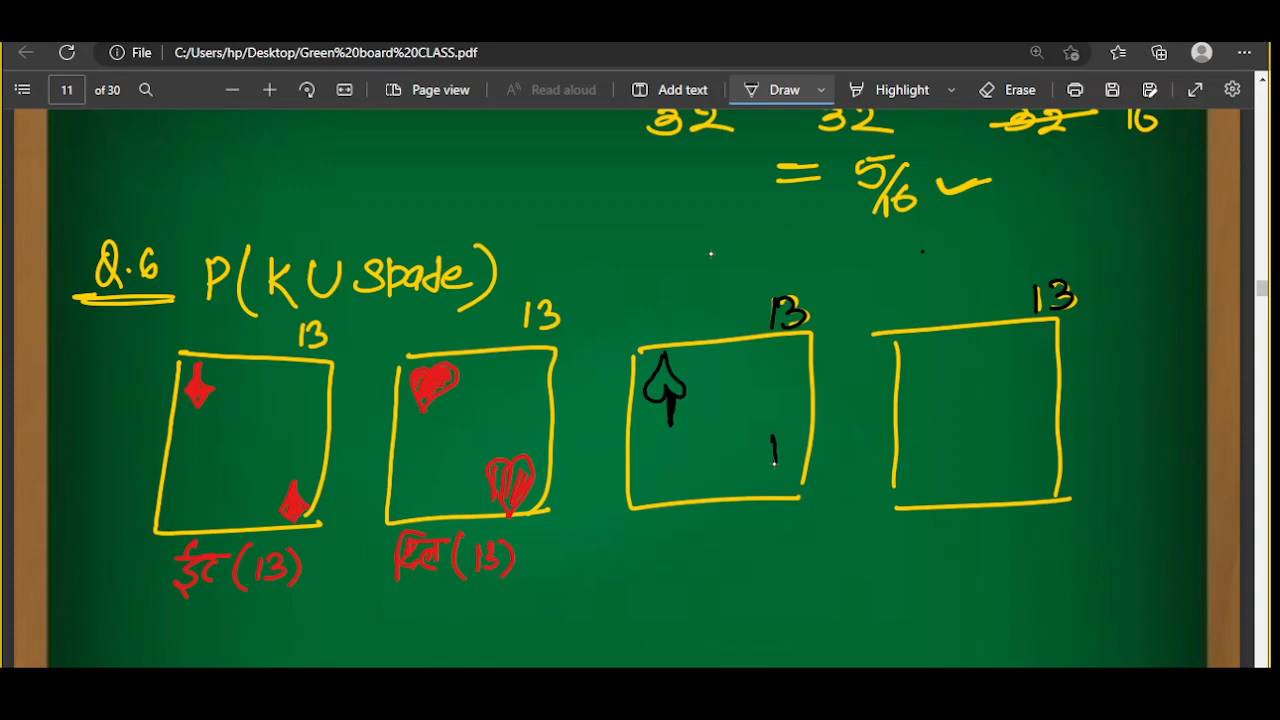 File C:/Users/hp/Desktop/Green%20board%20CLASS.pdf
11 of 30 Page view Read aloud Add text Draw Highlight Erase
32 32 32 16
= 5/16 ✓
Q.6 P(K U Spade)
13 13 13 13
1
ईंट (13) दिल (13)